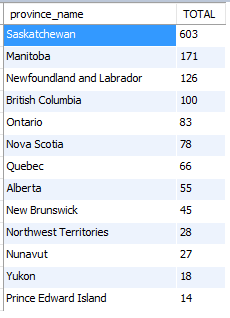 province_name TOTAL
Saskatchewan 603
Manitoba 171
Newfoundland and Labrador 126
British Columbia 100
Ontario 83
Nova Scotia 78
Quebec 66
Alberta 55
New Brunswick 45
Northwest Territories 28
Nunavut 27
Yukon 18
Prince Edward Island 14